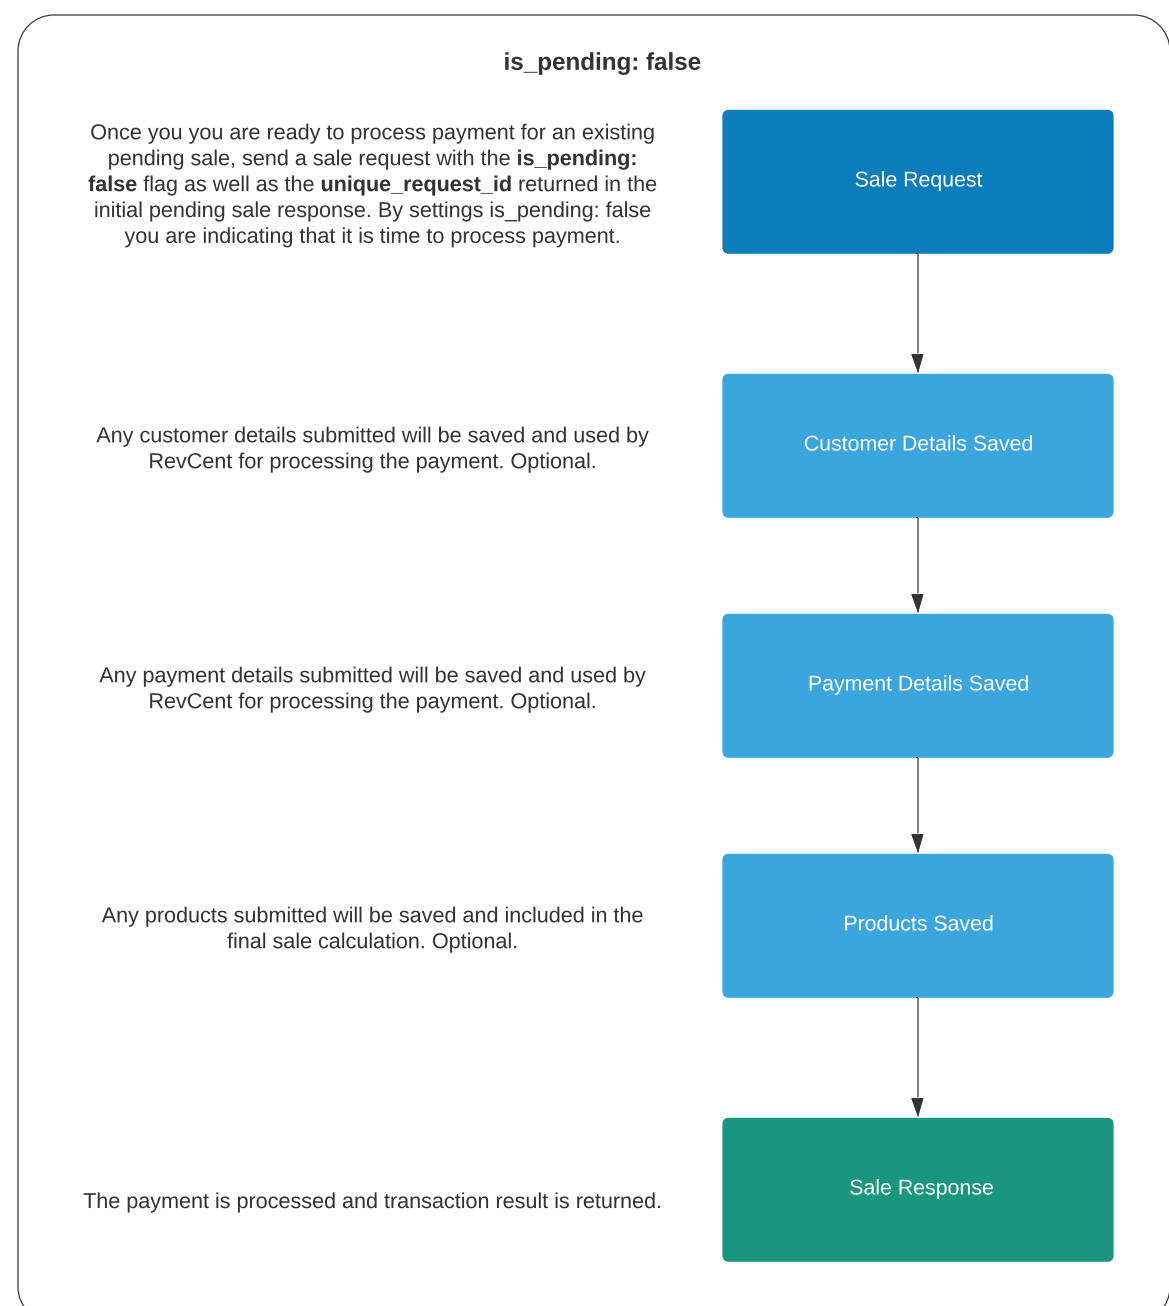 is_pending: false
Once you you are ready to process payment for an existing
pending sale, send a sale request with the is_pending:
false flag as well as the unique_request_id returned in the
initial pending sale response. By settings is_pending: false
you are indicating that it is time to process payment.
Sale Request
Any customer details submitted will be saved and used by
RevCent for processing the payment. Optional.
Customer Details Saved
Any payment details submitted will be saved and used by
RevCent for processing the payment. Optional.
Payment Details Saved
Any products submitted will be saved and included in the
final sale calculation. Optional.
Products Saved
The payment is processed and transaction result is returned.
Sale Response